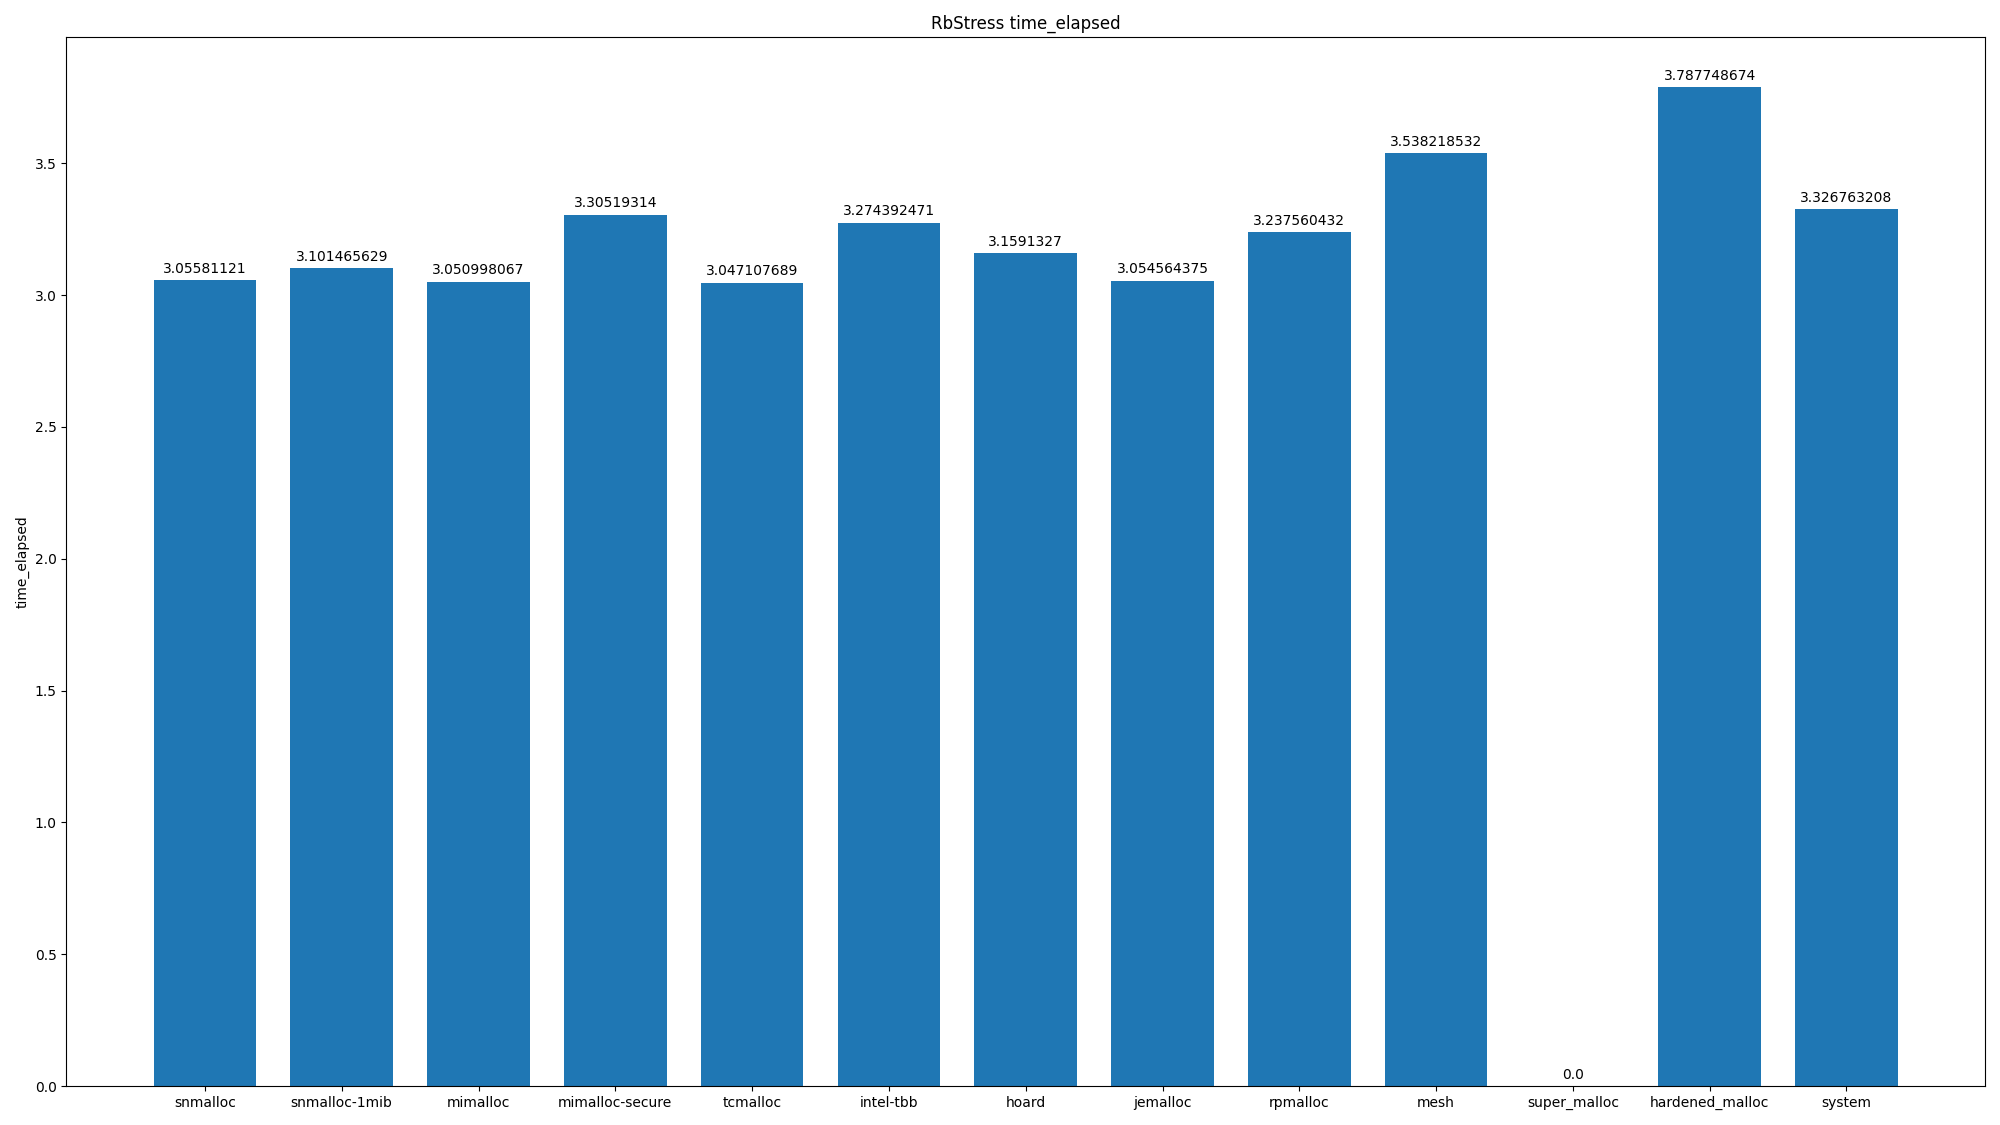 RbStress time_elapsed
time_elapsed
3.5
3.0
2.5
2.0
1.5
1.0
0.5
0.0
3.05581121
3.101465629
3.050998067
3.30519314
3.047107689
3.274392471
3.1591327
3.054564375
3.237560432
3.538218532
0.0
3.787748674
3.326763208
snmalloc
snmalloc-1mib
mimalloc
mimalloc-secure
tcmalloc
intel-tbb
hoard
jemalloc
rpmalloc
mesh
super_malloc
hardened_malloc
system